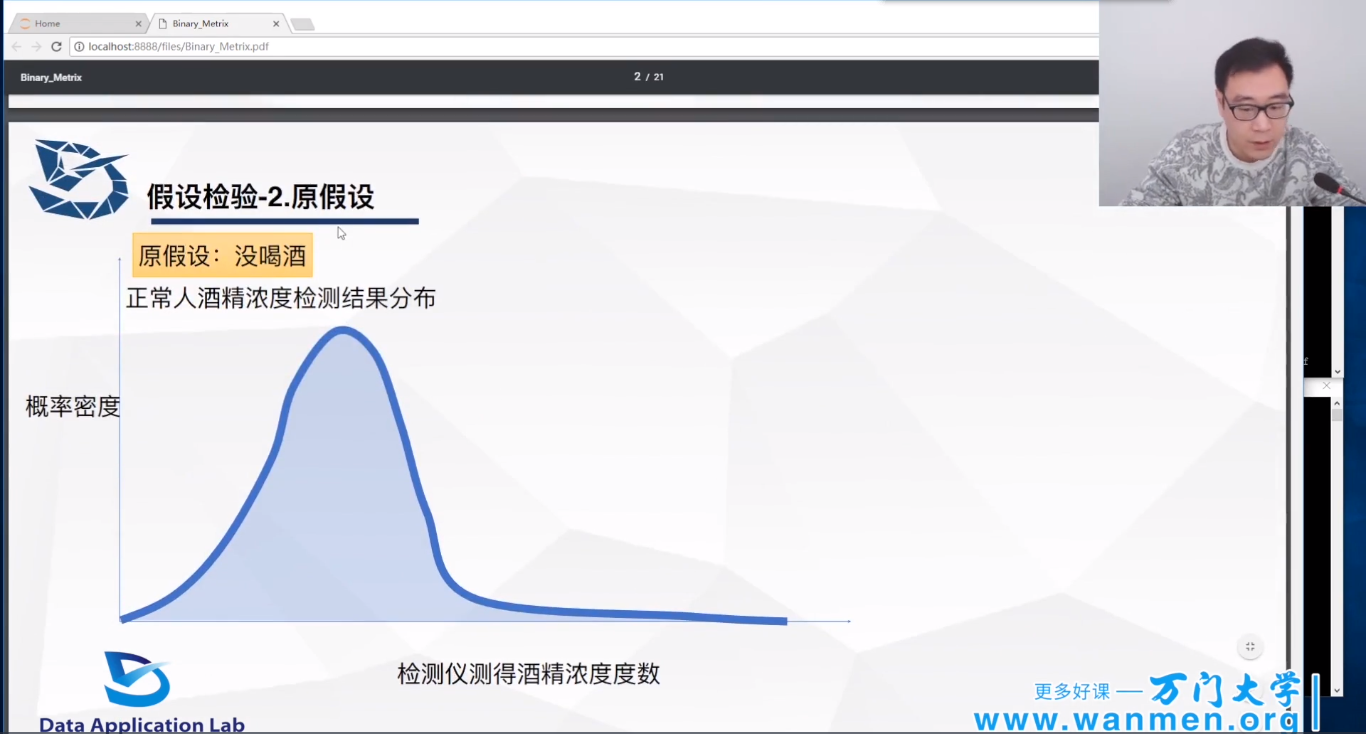 Home
Binary_Metrix
localhost:8888/files/Binary_Metrix.pdf
Binary_Metrix
2 / 21
假设检验-2.原假设
原假设：没喝酒
正常人酒精浓度检测结果分布
概率密度
检测仪测得酒精浓度度数
Data Application Lab
f
更多好课 — 万门大学
www.wanmen.org